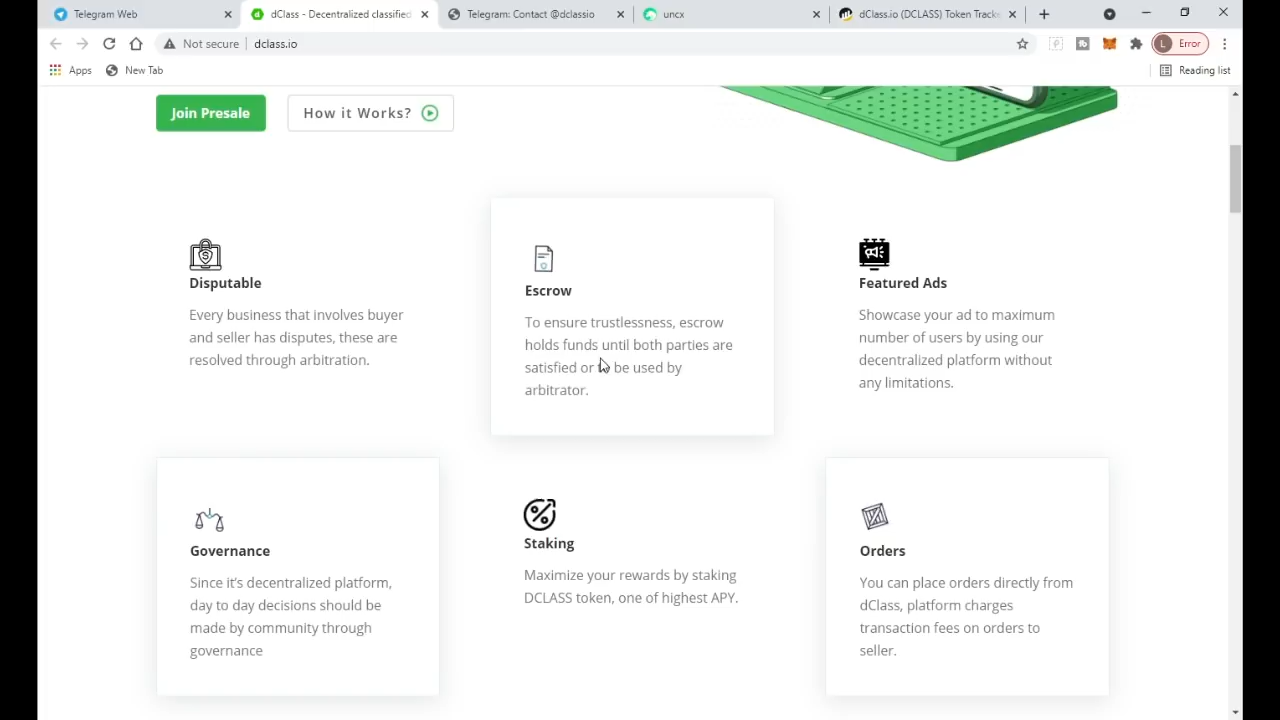 Telegram Web
dClass - Decentralized classified
Telegram: Contact @dclassio
uncx
dClass.io (DCLASS) Token Track
Not secure
dclass.io
L
Error
Apps
New Tab
Reading list
Join Presale
How it Works?
Disputable
Every business that involves buyer
and seller has disputes, these are
resolved through arbitration.
Escrow
To ensure trustlessness, escrow
holds funds until both parties are
satisfied or to be used by
arbitrator.
Featured Ads
Showcase your ad to maximum
number of users by using our
decentralized platform without
any limitations.
Governance
Since it's decentralized platform,
day to day decisions should be
made by community through
governance
Staking
Maximize your rewards by staking
DCLASS token, one of highest APY.
Orders
You can place orders directly from
dClass, platform charges
transaction fees on orders to
seller.